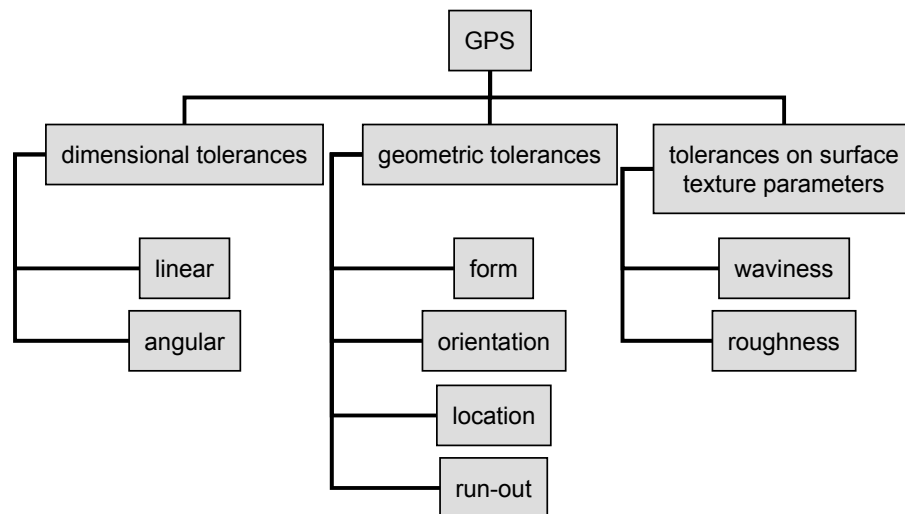 GPS
dimensional tolerances
geometric tolerances
tolerances on surface
texture parameters
linear
angular
form
orientation
location
run-out
waviness
roughness